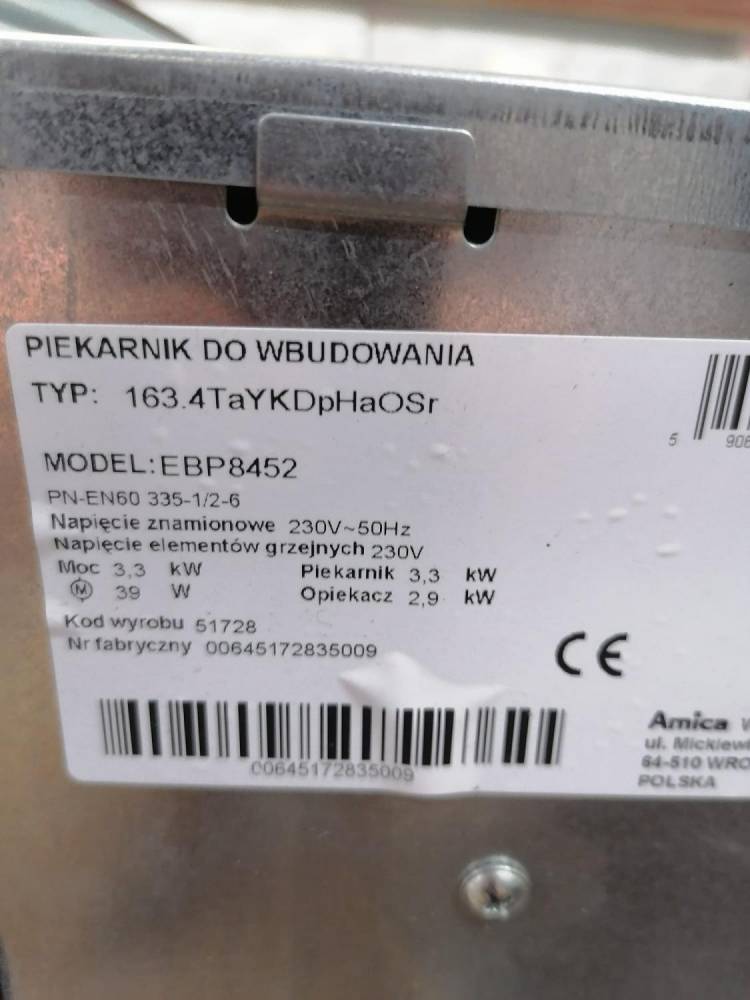 PIEKARNIK DO WBUDOWANIA
TYP: 163.4TaYKDpHaOSr
5 906
MODEL:EBP8452
PN-EN60 335-1/2-6
Napięcie znamionowe 230V~50Hz
Napięcie elementów grzejnych 230V
Moc 3,3 kW Piekarnik 3,3 kW
M 39 W Opiekacz 2,9 kW
Kod wyrobu 51728
Nr fabryczny 00645172835009
CE
00645172835009
Amica
ul.
64-510
POLSKA